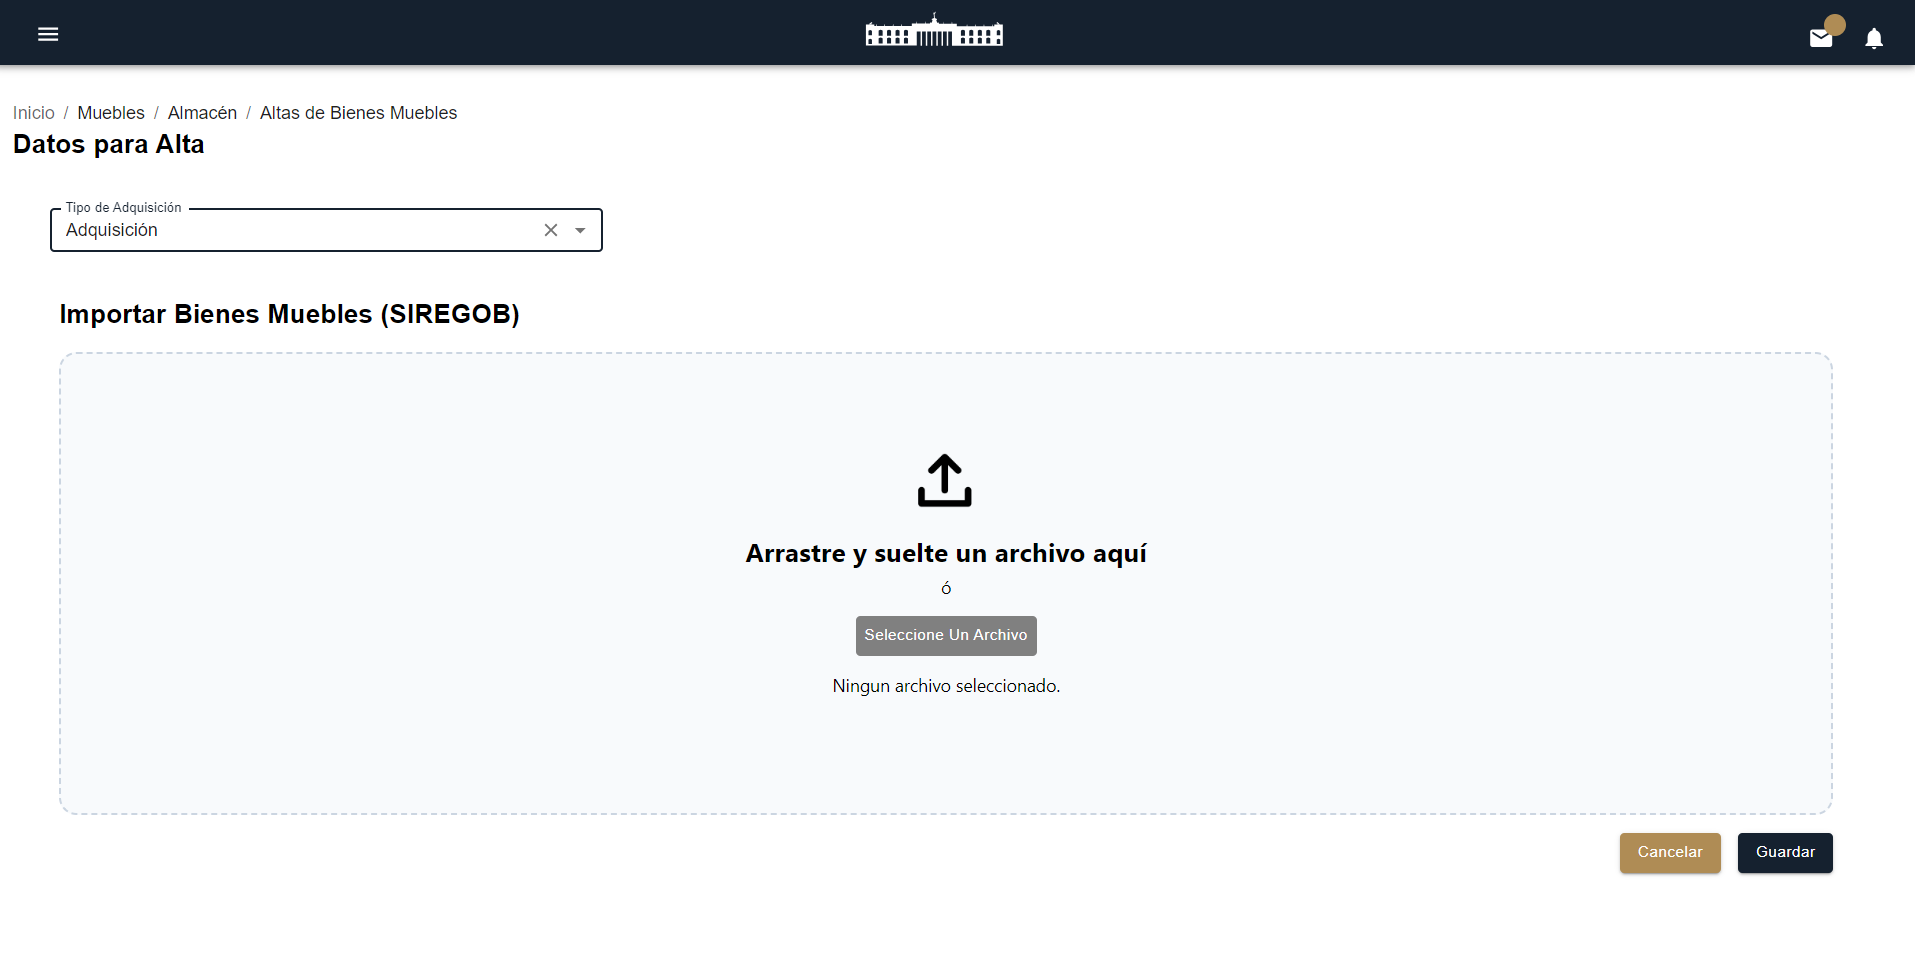 Inicio / Muebles / Almacén / Altas de Bienes Muebles
Datos para Alta
Tipo de Adquisición
Adquisición
Importar Bienes Muebles (SIREGOB)
Arrastre y suelte un archivo aquí
ó
Seleccione Un Archivo
Ningun archivo seleccionado.
Cancelar Guardar